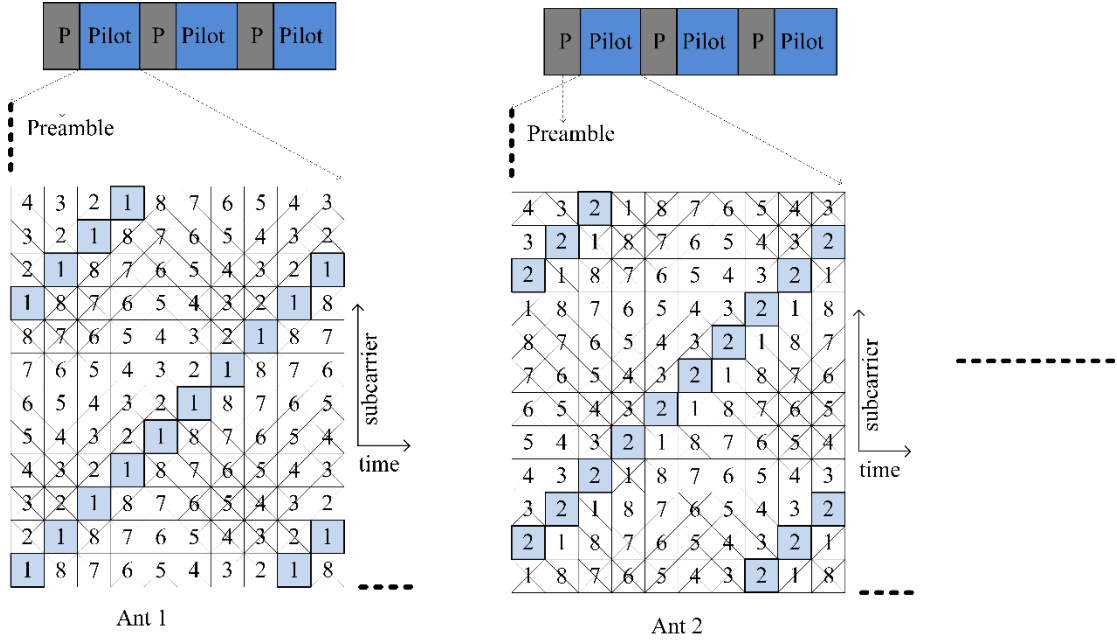 P Pilot P Pilot P Pilot
Preamble
4 3 2 1 8 7 6 5 4 3
3 2 1 8 7 6 5 4 3 2
2 1 8 7 6 5 4 3 2 1
1 8 7 6 5 4 3 2 1 8
8 7 6 5 4 3 2 1 8 7
7 6 5 4 3 2 1 8 7 6
6 5 4 3 2 1 8 7 6 5
5 4 3 2 1 8 7 6 5 4
4 3 2 1 8 7 6 5 4 3
3 2 1 8 7 6 5 4 3 2
2 1 8 7 6 5 4 3 2 1
1 8 7 6 5 4 3 2 1 8
subcarrier
time
Ant 1
P Pilot P Pilot P Pilot
Preamble
4 3 2 1 8 7 6 5 4 3
3 2 1 8 7 6 5 4 3 2
2 1 8 7 6 5 4 3 2 1
1 8 7 6 5 4 3 2 1 8
8 7 6 5 4 3 2 1 8 7
7 6 5 4 3 2 1 8 7 6
6 5 4 3 2 1 8 7 6 5
5 4 3 2 1 8 7 6 5 4
4 3 2 1 8 7 6 5 4 3
3 2 1 8 7 6 5 4 3 2
2 1 8 7 6 5 4 3 2 1
1 8 7 6 5 4 3 2 1 8
subcarrier
time
Ant 2